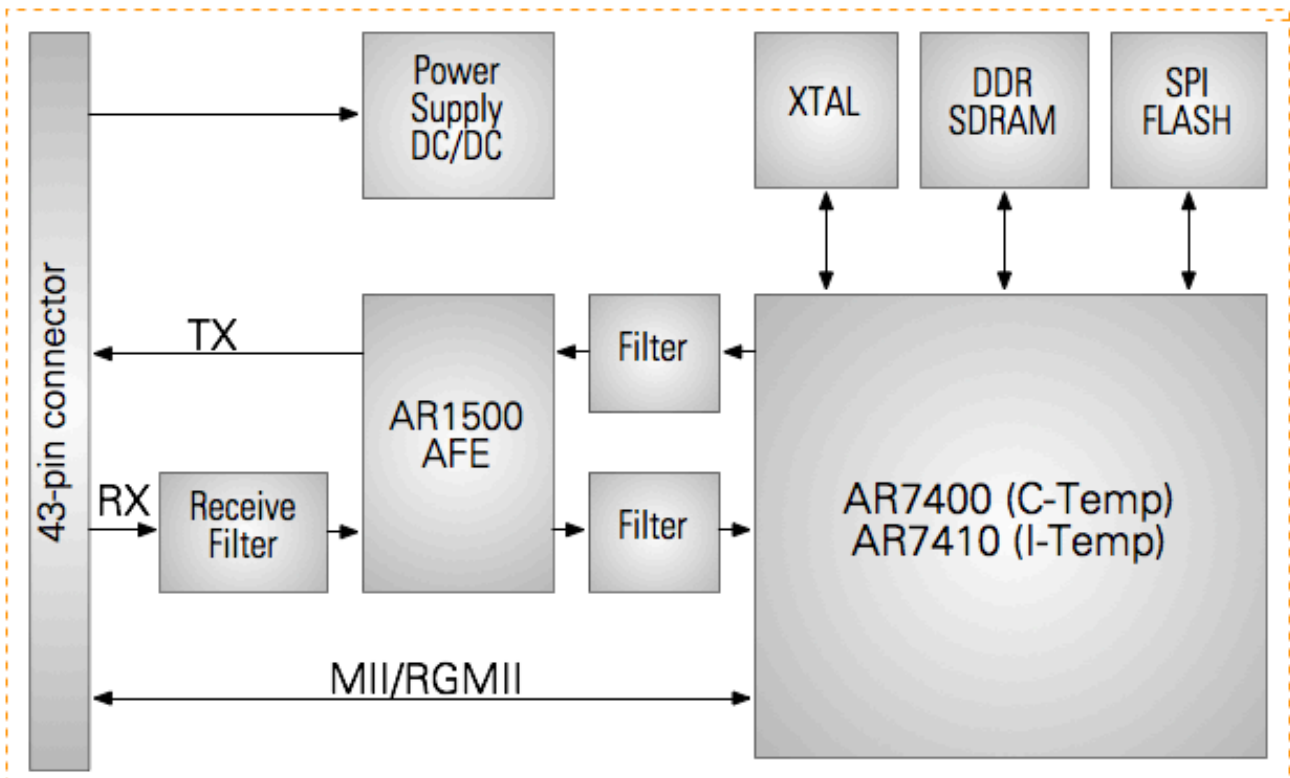 Power
Supply
DC/DC
XTAL
DDR
SDRAM
SPI
FLASH
43-pin connector
TX
AR1500
AFE
Filter
RX
Receive
Filter
Filter
AR7400 (C-Temp)
AR7410 (I-Temp)
MII/RGMII